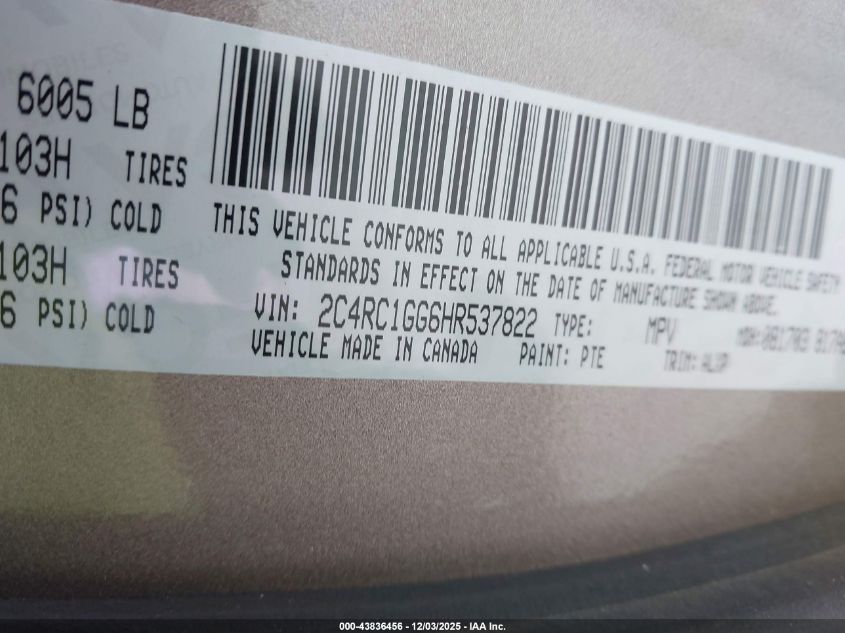 6005 LB
103H TIRES
6 PSI) COLD
103H TIRES
6 PSI) COLD
THIS VEHICLE CONFORMS TO ALL APPLICABLE U.S.A. FEDERAL MOTOR VEHICLE SAFETY
STANDARDS IN EFFECT ON THE DATE OF MANUFACTURE SHOWN ABOVE.
VIN: 2C4RC1GG6HR537822 TYPE: MPV
VEHICLE MADE IN CANADA PAINT: PTE TRIM:
000-43836456 - 12/03/2025 - IAA Inc.